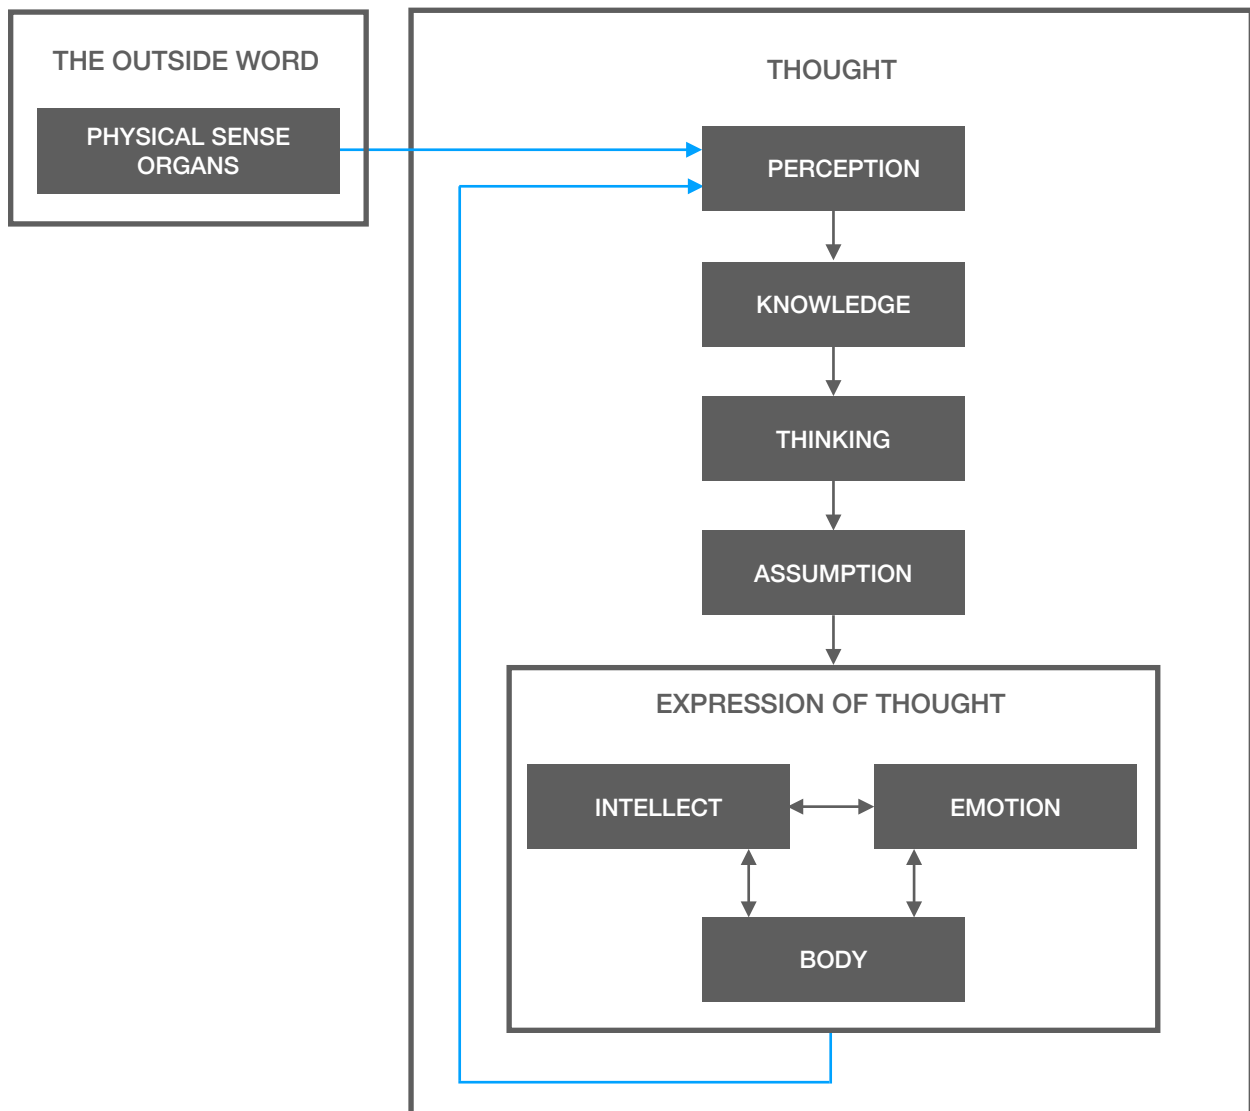 THE OUTSIDE WORD
PHYSICAL SENSE
ORGANS
THOUGHT
PERCEPTION
KNOWLEDGE
THINKING
ASSUMPTION
EXPRESSION OF THOUGHT
INTELLECT
EMOTION
BODY